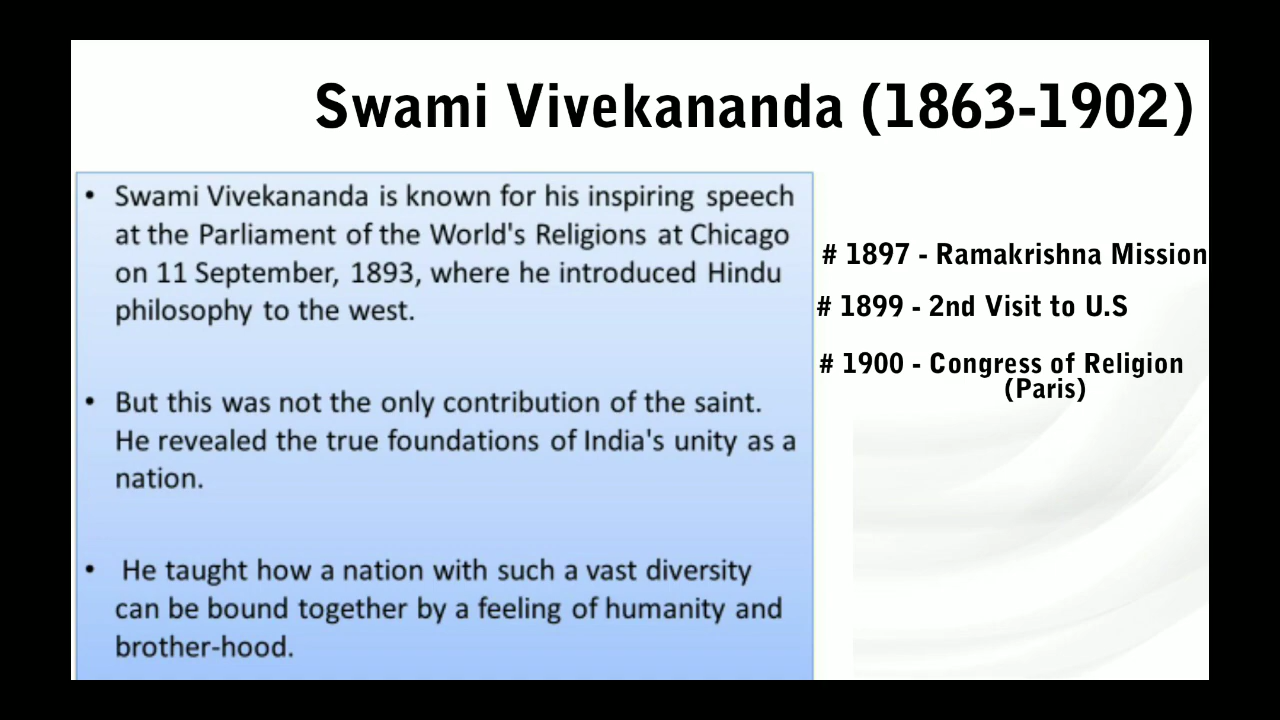 Swami Vivekananda (1863-1902)
• Swami Vivekananda is known for his inspiring speech
at the Parliament of the World's Religions at Chicago
on 11 September, 1893, where he introduced Hindu
philosophy to the west.
• But this was not the only contribution of the saint.
He revealed the true foundations of India's unity as a
nation.
• He taught how a nation with such a vast diversity
can be bound together by a feeling of humanity and
brother-hood.
# 1897 - Ramakrishna Mission
# 1899 - 2nd Visit to U.S
# 1900 - Congress of Religion
(Paris)